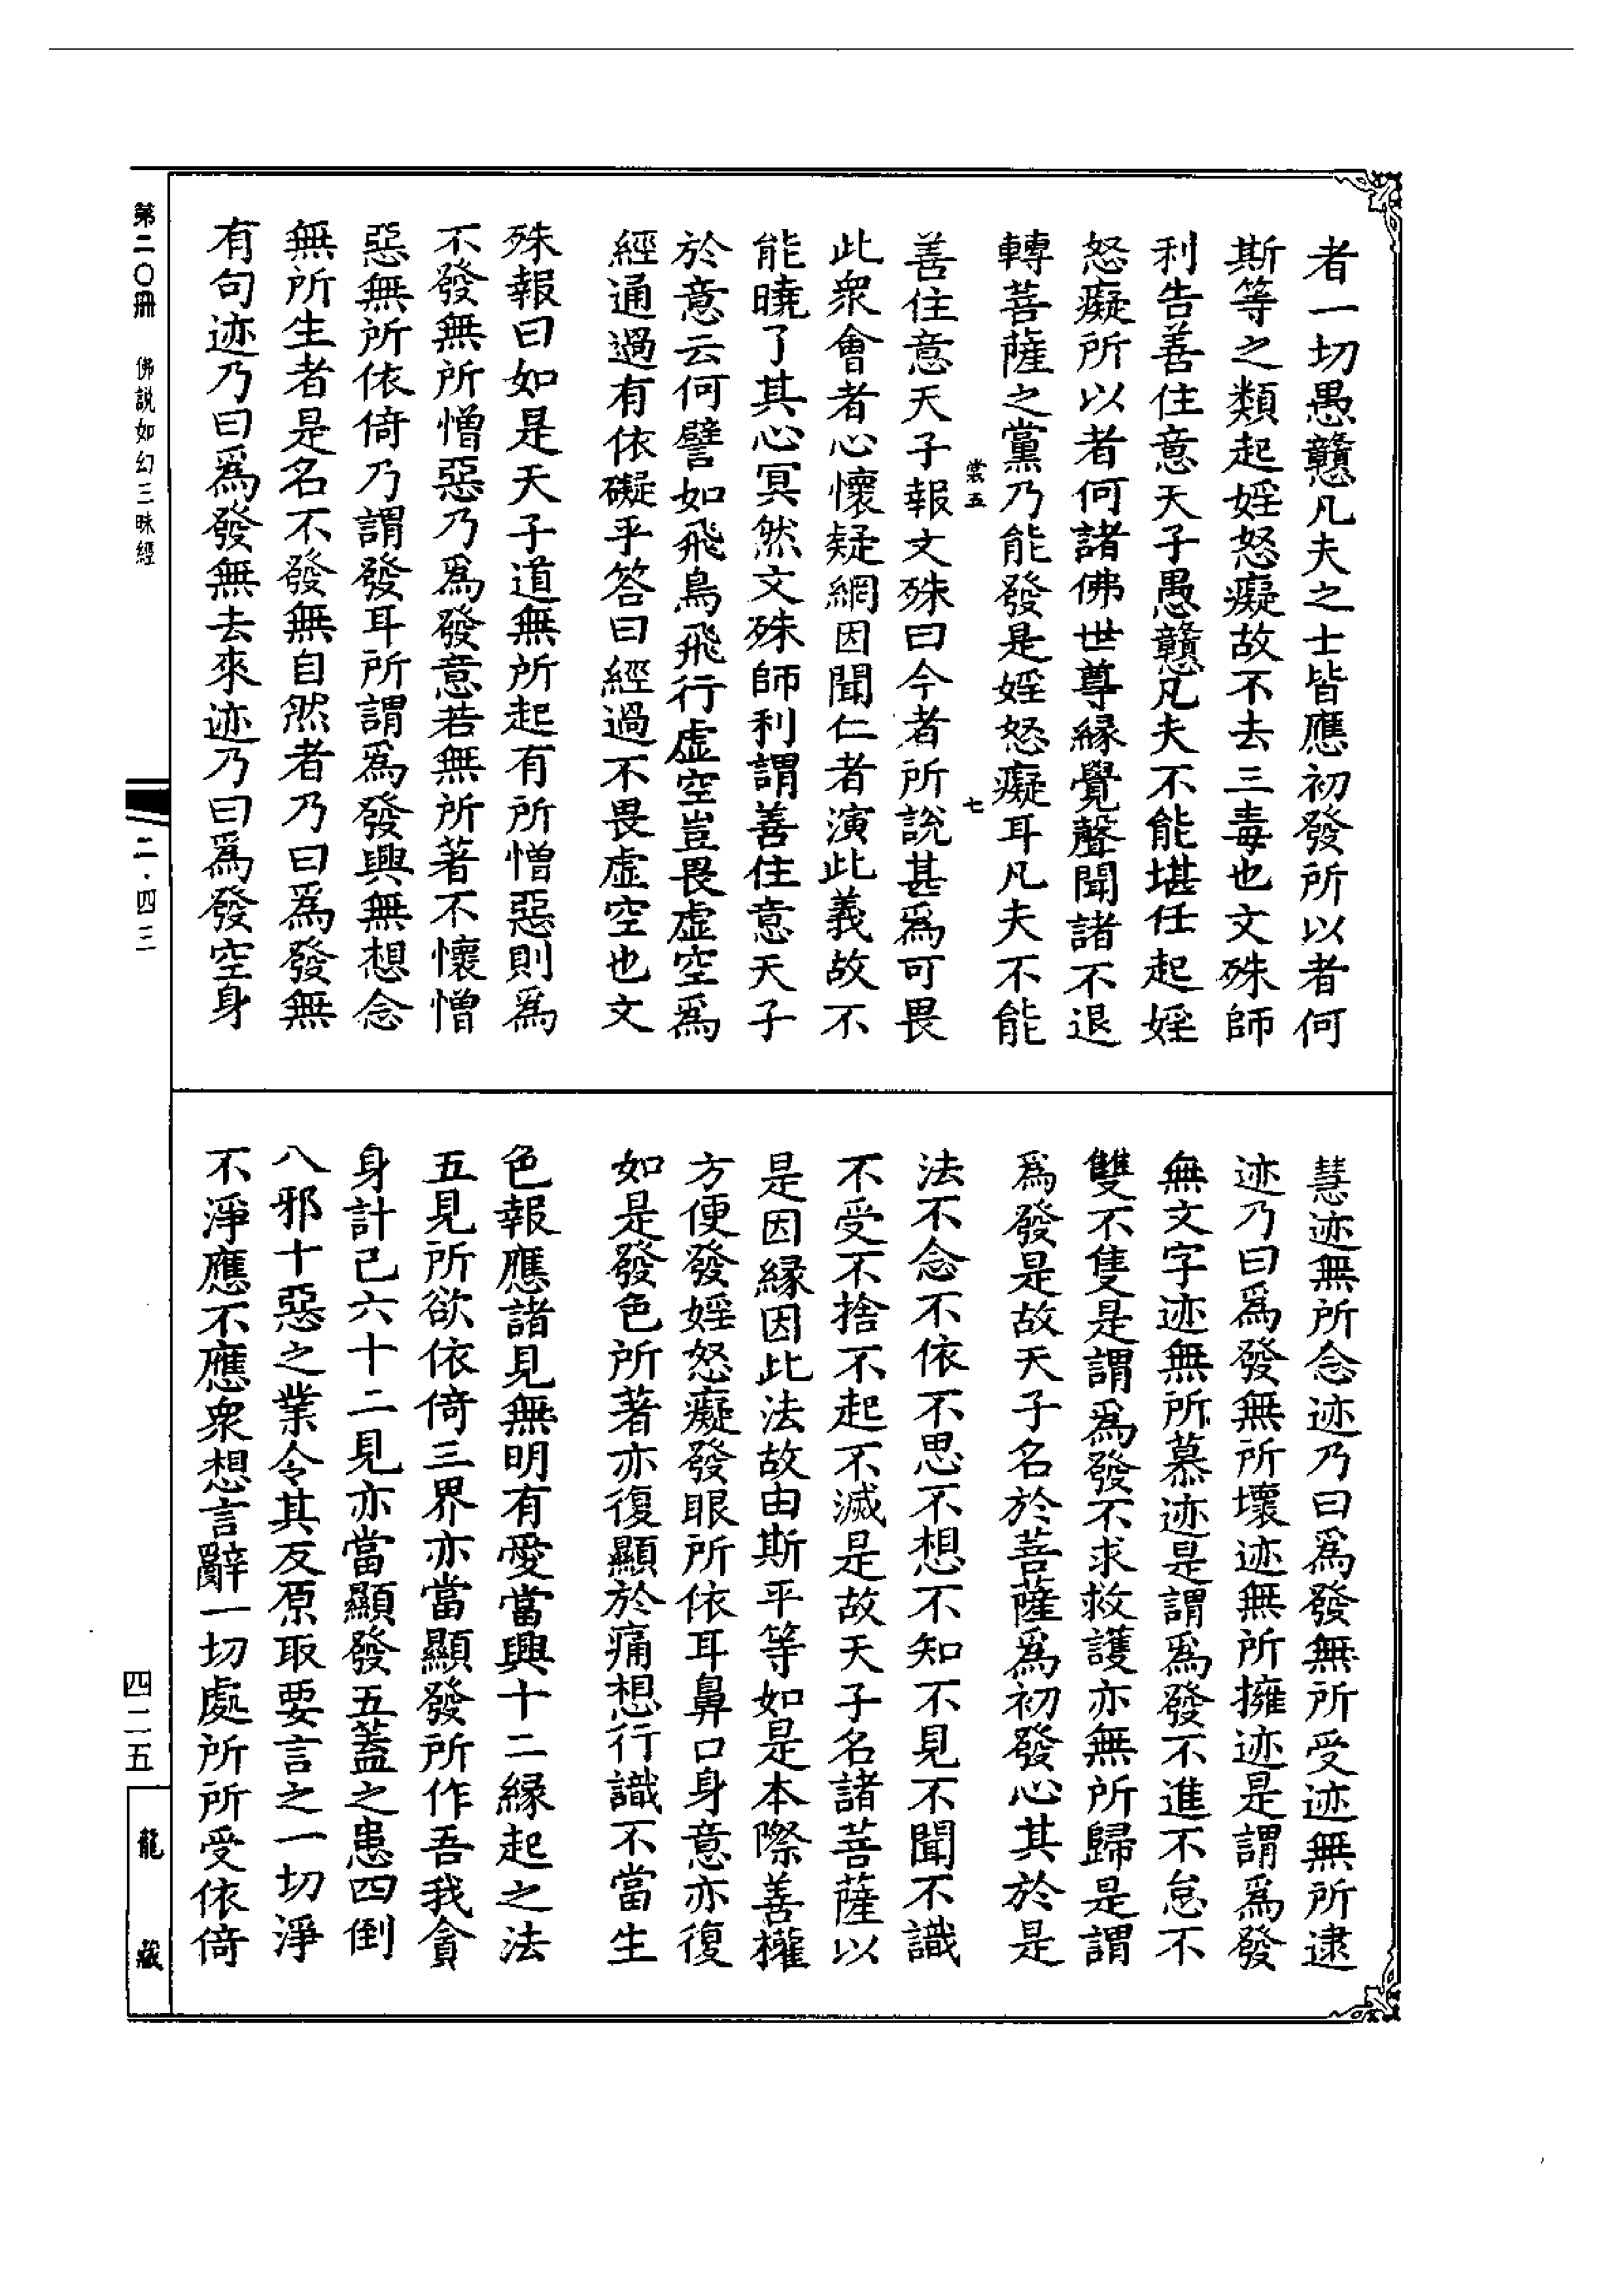 者一切愚戇凡夫之士皆應初發所以者何
斯等之類起婬怒癡故不去三毒也文殊師
利告善住意天子愚戇凡夫不能堪任起婬
怒癡所以者何諸佛世尊緣覺聲聞諸不退
轉菩薩之黨乃能發是婬怒癡耳凡夫不能
裳五 七
善住意天子報文殊曰今者所說甚爲可畏
此衆會者心懷疑網因聞仁者演此義故不
能曉了其心冥然文殊師利謂善住意天子
於意云何譬如飛鳥飛行虛空豈畏虛空爲
經通過有依礙乎答曰經過不畏虛空也文
殊報曰如是天子道無所起有所憎惡則爲
不發無所憎惡乃爲發意若無所著不懷憎
惡無所依倚乃謂發耳所謂爲發興無想念
無所生者是名不發無自然者乃曰爲發無
有句迹乃曰爲發無去來迹乃曰爲發空身
慧迹無所念迹乃曰爲發無所受迹無所逮
迹乃曰爲發無所壞迹無所擁迹是謂爲發
無文字迹無所慕迹是謂爲發不進不怠不
雙不隻是謂爲發不求救護亦無所歸是謂
爲發是故天子名於菩薩爲初發心其於是
法不念不依不思不想不知不見不聞不識
不受不捨不起不滅是故天子名諸菩薩以
是因緣因此法故由斯平等如是本際善權
方便發婬怒癡發眼所依耳鼻口身意亦復
如是發色所著亦復顯於痛想行識不當生
色報應諸見無明有愛當興十二緣起之法
五見所欲依倚三界亦當顯發所作吾我貪
身計己六十二見亦當顯發五蓋之患四倒
八邪十惡之業令其反原取要言之一切淨
不淨應不應衆想言辭一切處所所受依倚
第二〇冊 佛說如幻三昧經
二·四三
四二五
龍藏